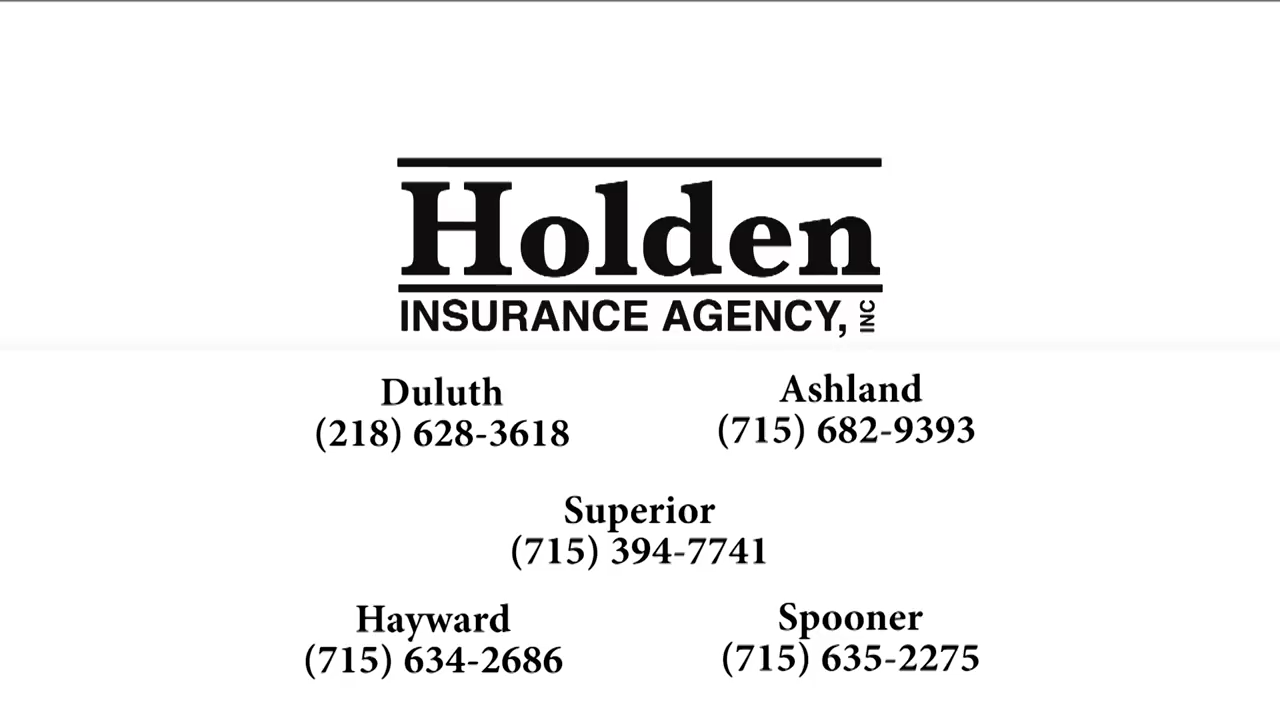 Holden
INSURANCE AGENCY, INC
Duluth
(218) 628-3618
Ashland
(715) 682-9393
Superior
(715) 394-7741
Hayward
(715) 634-2686
Spooner
(715) 635-2275